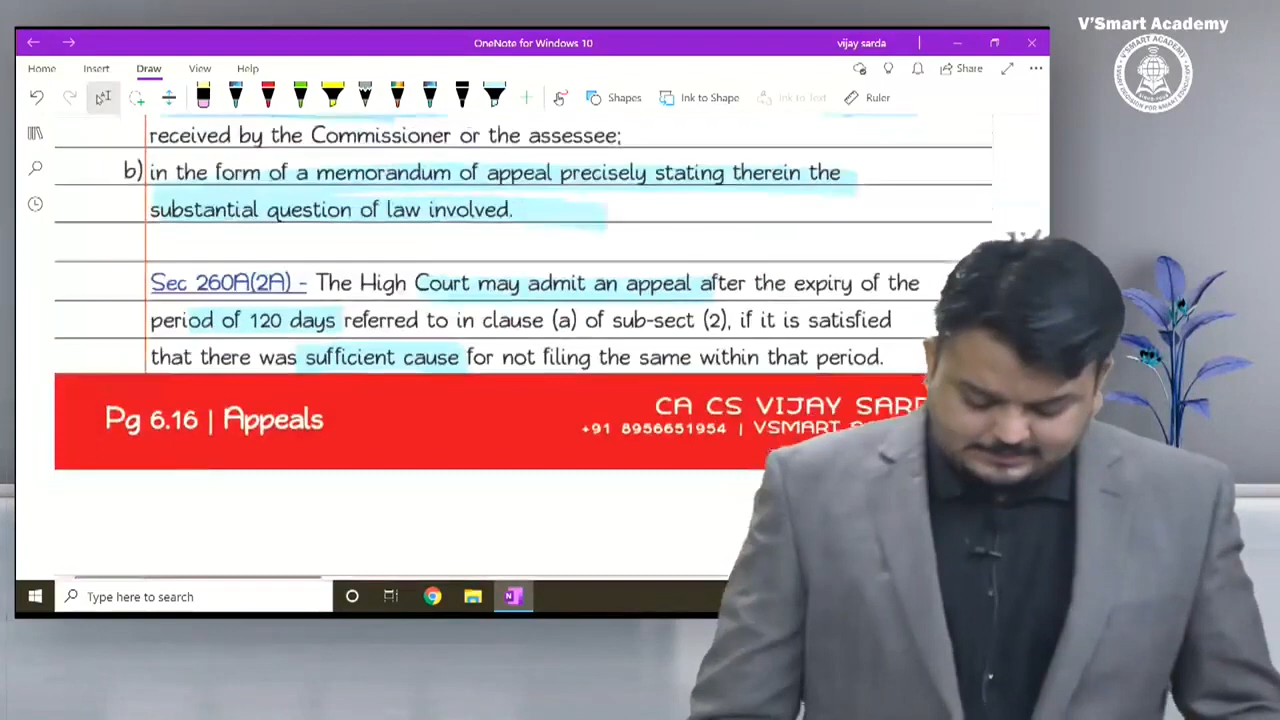 V'Smart Academy
OneNote for Windows 10
vijay sarda
Home Insert Draw View Help
Share
Shapes Ink to Shape Ink to Text Ruler
received by the Commissioner or the assessee;
b) in the form of a memorandum of appeal precisely stating therein the
substantial question of law involved.
Sec 260A(2A) - The High Court may admit an appeal after the expiry of the
period of 120 days referred to in clause (a) of sub-sect (2), if it is satisfied
that there was sufficient cause for not filing the same within that period.
Pg 6.16 | Appeals
CA CS VIJAY SARD
+91 8956651954 | VSMART
Type here to search